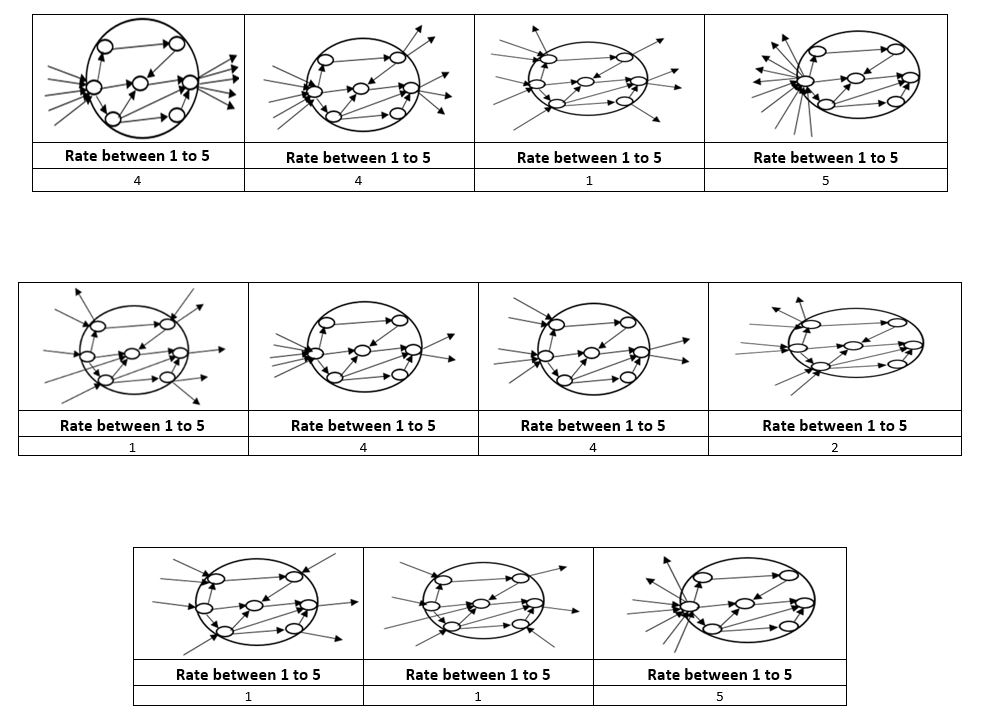 Rate between 1 to 5 Rate between 1 to 5 Rate between 1 to 5 Rate between 1 to 5
4 4 1 5
Rate between 1 to 5 Rate between 1 to 5 Rate between 1 to 5 Rate between 1 to 5
1 4 4 2
Rate between 1 to 5 Rate between 1 to 5 Rate between 1 to 5
1 1 5